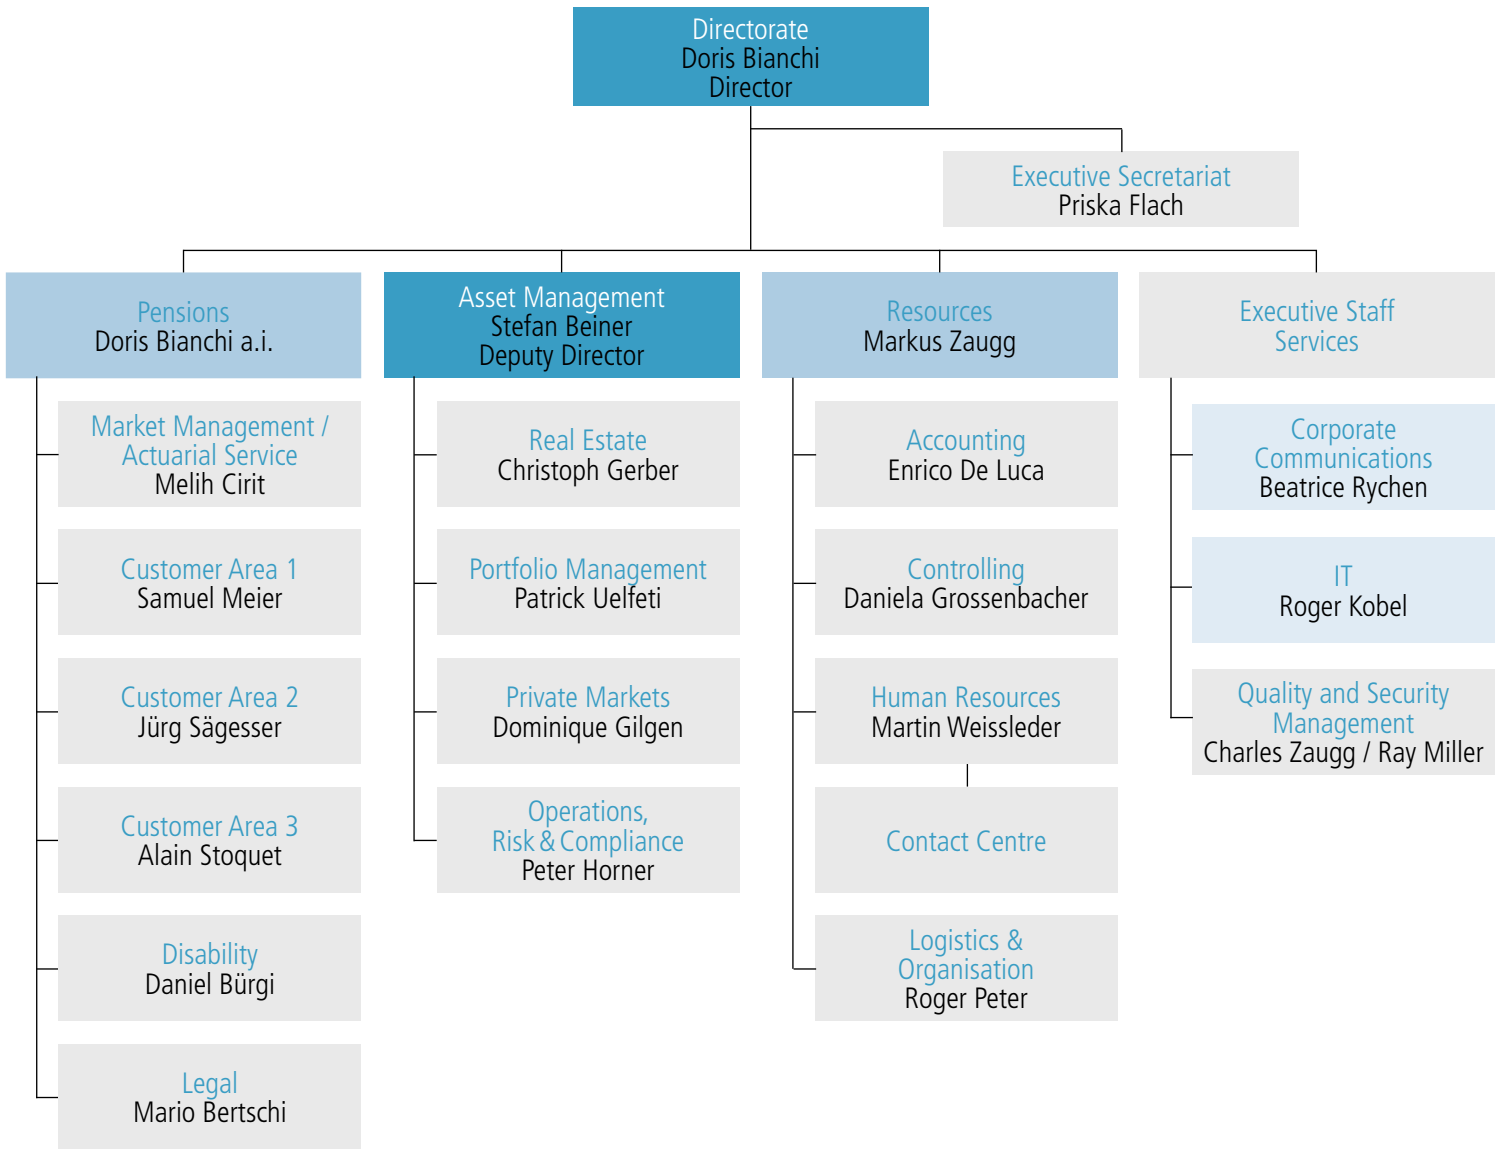 Directorate
Doris Bianchi
Director
Executive Secretariat
Priska Flach
Pensions
Doris Bianchi a.i.
Asset Management
Stefan Beiner
Deputy Director
Resources
Markus Zaugg
Executive Staff
Services
Market Management /
Actuarial Service
Melih Cirit
Customer Area 1
Samuel Meier
Customer Area 2
Jürg Sägesser
Customer Area 3
Alain Stoquet
Disability
Daniel Bürgi
Legal
Mario Bertschi
Real Estate
Christoph Gerber
Portfolio Management
Patrick Uelfeti
Private Markets
Dominique Gilgen
Operations,
Risk & Compliance
Peter Horner
Accounting
Enrico De Luca
Controlling
Daniela Grossenbacher
Human Resources
Martin Weissleder
Contact Centre
Logistics &
Organisation
Roger Peter
Corporate
Communications
Beatrice Rychen
IT
Roger Kobel
Quality and Security
Management
Charles Zaugg / Ray Miller